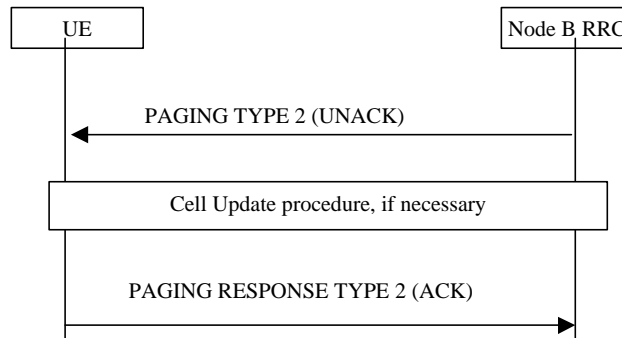 UE
Node B RRC
PAGING TYPE 2 (UNACK)
Cell Update procedure, if necessary
PAGING RESPONSE TYPE 2 (ACK)